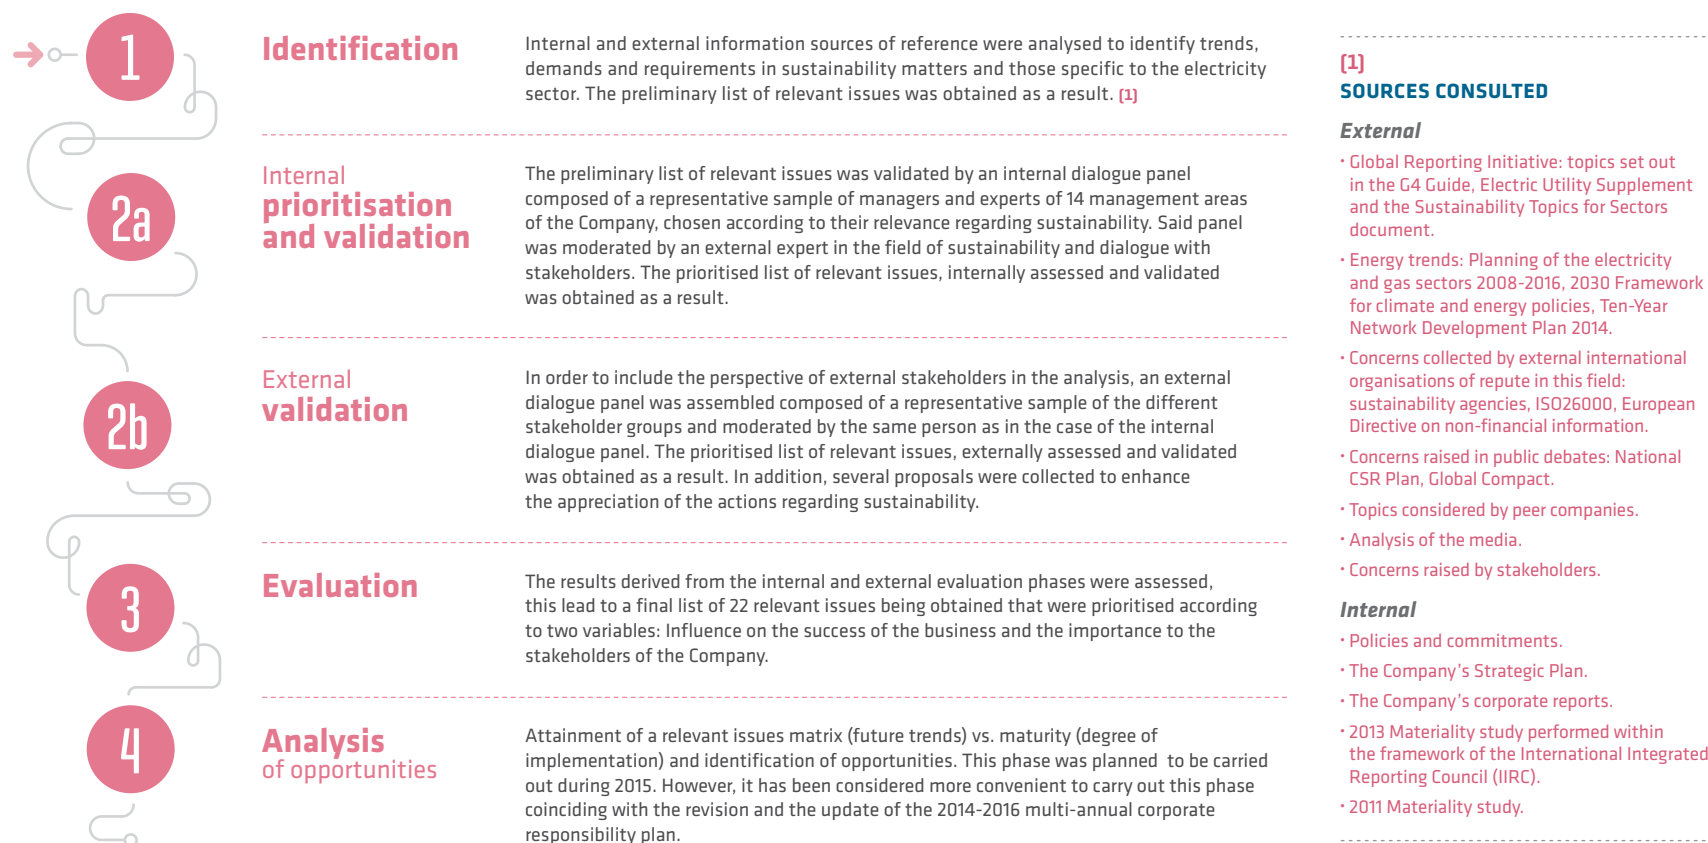 1
Identification
Internal and external information sources of reference were analysed to identify trends,
demands and requirements in sustainability matters and those specific to the electricity
sector. The preliminary list of relevant issues was obtained as a result. (1)
2a
Internal
prioritisation
and validation
The preliminary list of relevant issues was validated by an internal dialogue panel
composed of a representative sample of managers and experts of 14 management areas
of the Company, chosen according to their relevance regarding sustainability. Said panel
was moderated by an external expert in the field of sustainability and dialogue with
stakeholders. The prioritised list of relevant issues, internally assessed and validated
was obtained as a result.
2b
External
validation
In order to include the perspective of external stakeholders in the analysis, an external
dialogue panel was assembled composed of a representative sample of the different
stakeholder groups and moderated by the same person as in the case of the internal
dialogue panel. The prioritised list of relevant issues, externally assessed and validated
was obtained as a result. In addition, several proposals were collected to enhance
the appreciation of the actions regarding sustainability.
3
Evaluation
The results derived from the internal and external evaluation phases were assessed,
this lead to a final list of 22 relevant issues being obtained that were prioritised according
to two variables: Influence on the success of the business and the importance to the
stakeholders of the Company.
4
Analysis
of opportunities
Attainment of a relevant issues matrix (future trends) vs. maturity (degree of
implementation) and identification of opportunities. This phase was planned to be carried
out during 2015. However, it has been considered more convenient to carry out this phase
coinciding with the revision and the update of the 2014-2016 multi-annual corporate
responsibility plan.
(1)
SOURCES CONSULTED
External
· Global Reporting Initiative: topics set out
in the G4 Guide, Electric Utility Supplement
and the Sustainability Topics for Sectors
document.
· Energy trends: Planning of the electricity
and gas sectors 2008-2016, 2030 Framework
for climate and energy policies, Ten-Year
Network Development Plan 2014.
· Concerns collected by external international
organisations of repute in this field:
sustainability agencies, ISO26000, European
Directive on non-financial information.
· Concerns raised in public debates: National
CSR Plan, Global Compact.
· Topics considered by peer companies.
· Analysis of the media.
· Concerns raised by stakeholders.
Internal
· Policies and commitments.
· The Company's Strategic Plan.
· The Company's corporate reports.
· 2013 Materiality study performed within
the framework of the International Integrated
Reporting Council (IIRC).
· 2011 Materiality study.